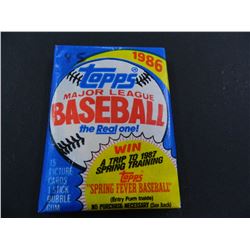 1986
Topps®
MAJOR LEAGUE
BASEBALL
the Real one!
WIN
A TRIP TO 1987
SPRING TRAINING
Topps
"SPRING FEVER BASEBALL"
(Entry Form Inside)
NO PURCHASE NECESSARY (See Back)
15
PICTURE
CARDS
1 STICK
BUBBLE
GUM